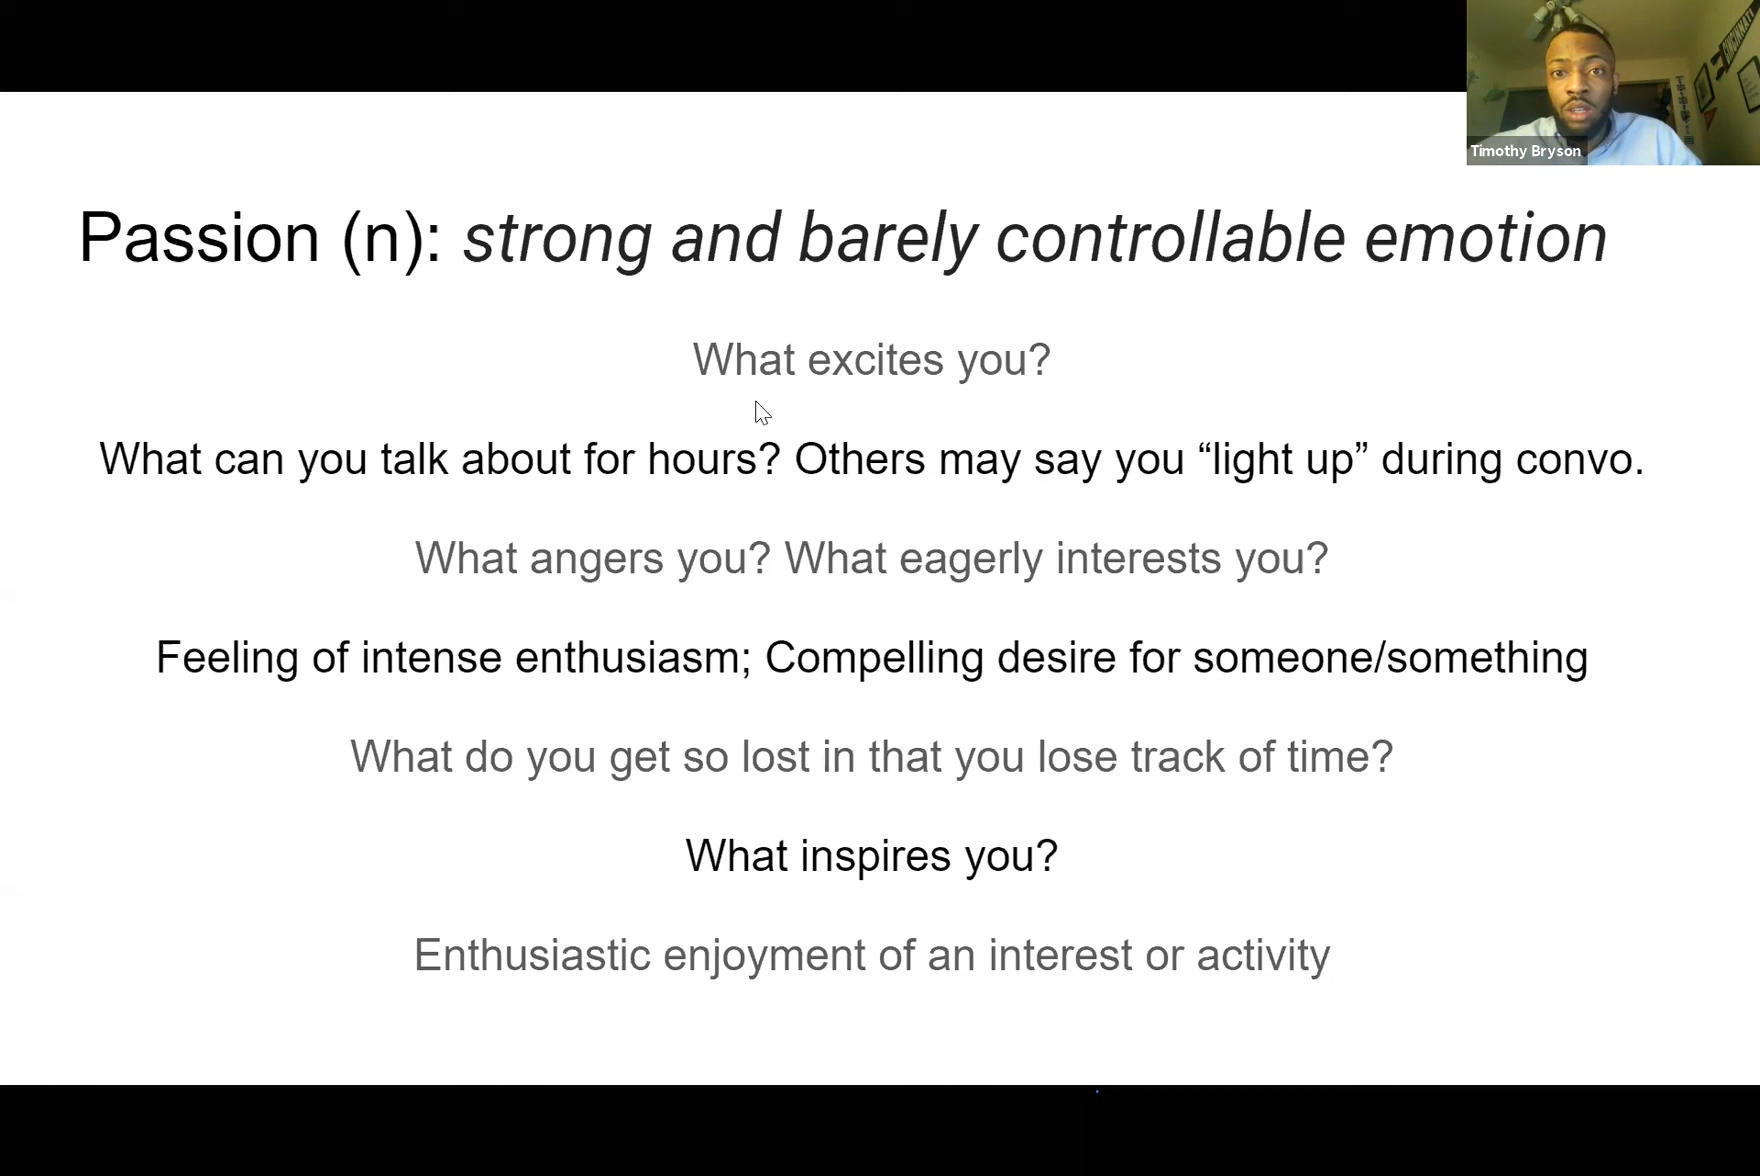 CINCINNATI
Timothy Bryson
Passion (n): strong and barely controllable emotion
What excites you?
What can you talk about for hours? Others may say you “light up” during convo.
What angers you? What eagerly interests you?
Feeling of intense enthusiasm; Compelling desire for someone/something
What do you get so lost in that you lose track of time?
What inspires you?
Enthusiastic enjoyment of an interest or activity